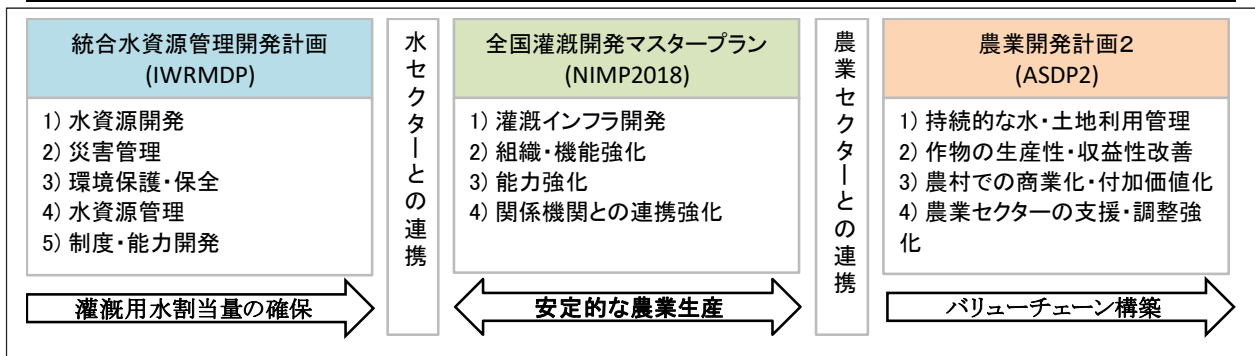 統合水資源管理開発計画
(IWRMDP)
1) 水資源開発
2) 災害管理
3) 環境保護・保全
4) 水資源管理
5) 制度・能力開発
灌漑用水割当量の確保
水セクターとの連携
全国灌漑開発マスタープラン
(NIMP2018)
1) 灌漑インフラ開発
2) 組織・機能強化
3) 能力強化
4) 関係機関との連携強化
安定的な農業生産
農業セクターとの連携
農業開発計画2
(ASDP2)
1) 持続的な水・土地利用管理
2) 作物の生産性・収益性改善
3) 農村での商業化・付加価値化
4) 農業セクターの支援・調整強
化
バリューチェーン構築